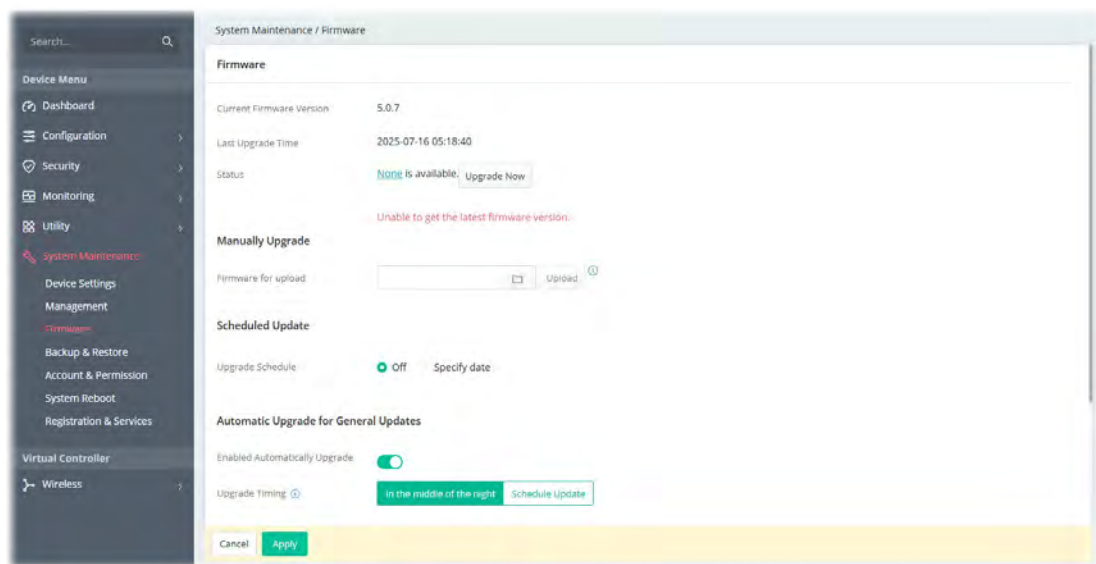 Search...
Device Menu
Dashboard
Configuration
Security
Monitoring
Utility
System Maintenance
Device Settings
Management
Firmware
Backup & Restore
Account & Permission
System Reboot
Registration & Services
Virtual Controller
Wireless
System Maintenance / Firmware
Firmware
Current Firmware Version 5.0.7
Last Upgrade Time 2025-07-16 05:18:40
Status None is available. Upgrade Now
Unable to get the latest firmware version.
Manually Upgrade
Firmware for upload Upload
Scheduled Update
Upgrade Schedule Off Specify date
Automatic Upgrade for General Updates
Enabled Automatically Upgrade
Upgrade Timing In the middle of the night Schedule Update
Cancel Apply